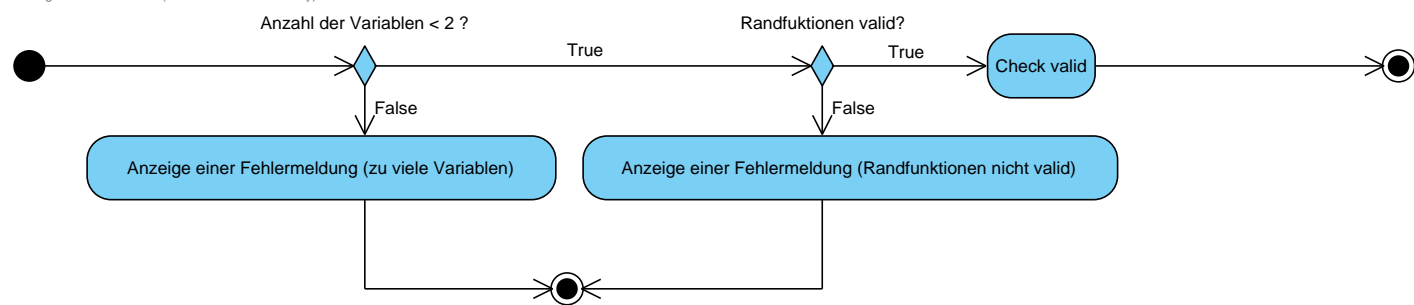 Anzahl der Variablen < 2 ?
Randfuktionen valid?
True
True
Check valid
False
False
Anzeige einer Fehlermeldung (zu viele Variablen)
Anzeige einer Fehlermeldung (Randfunktionen nicht valid)